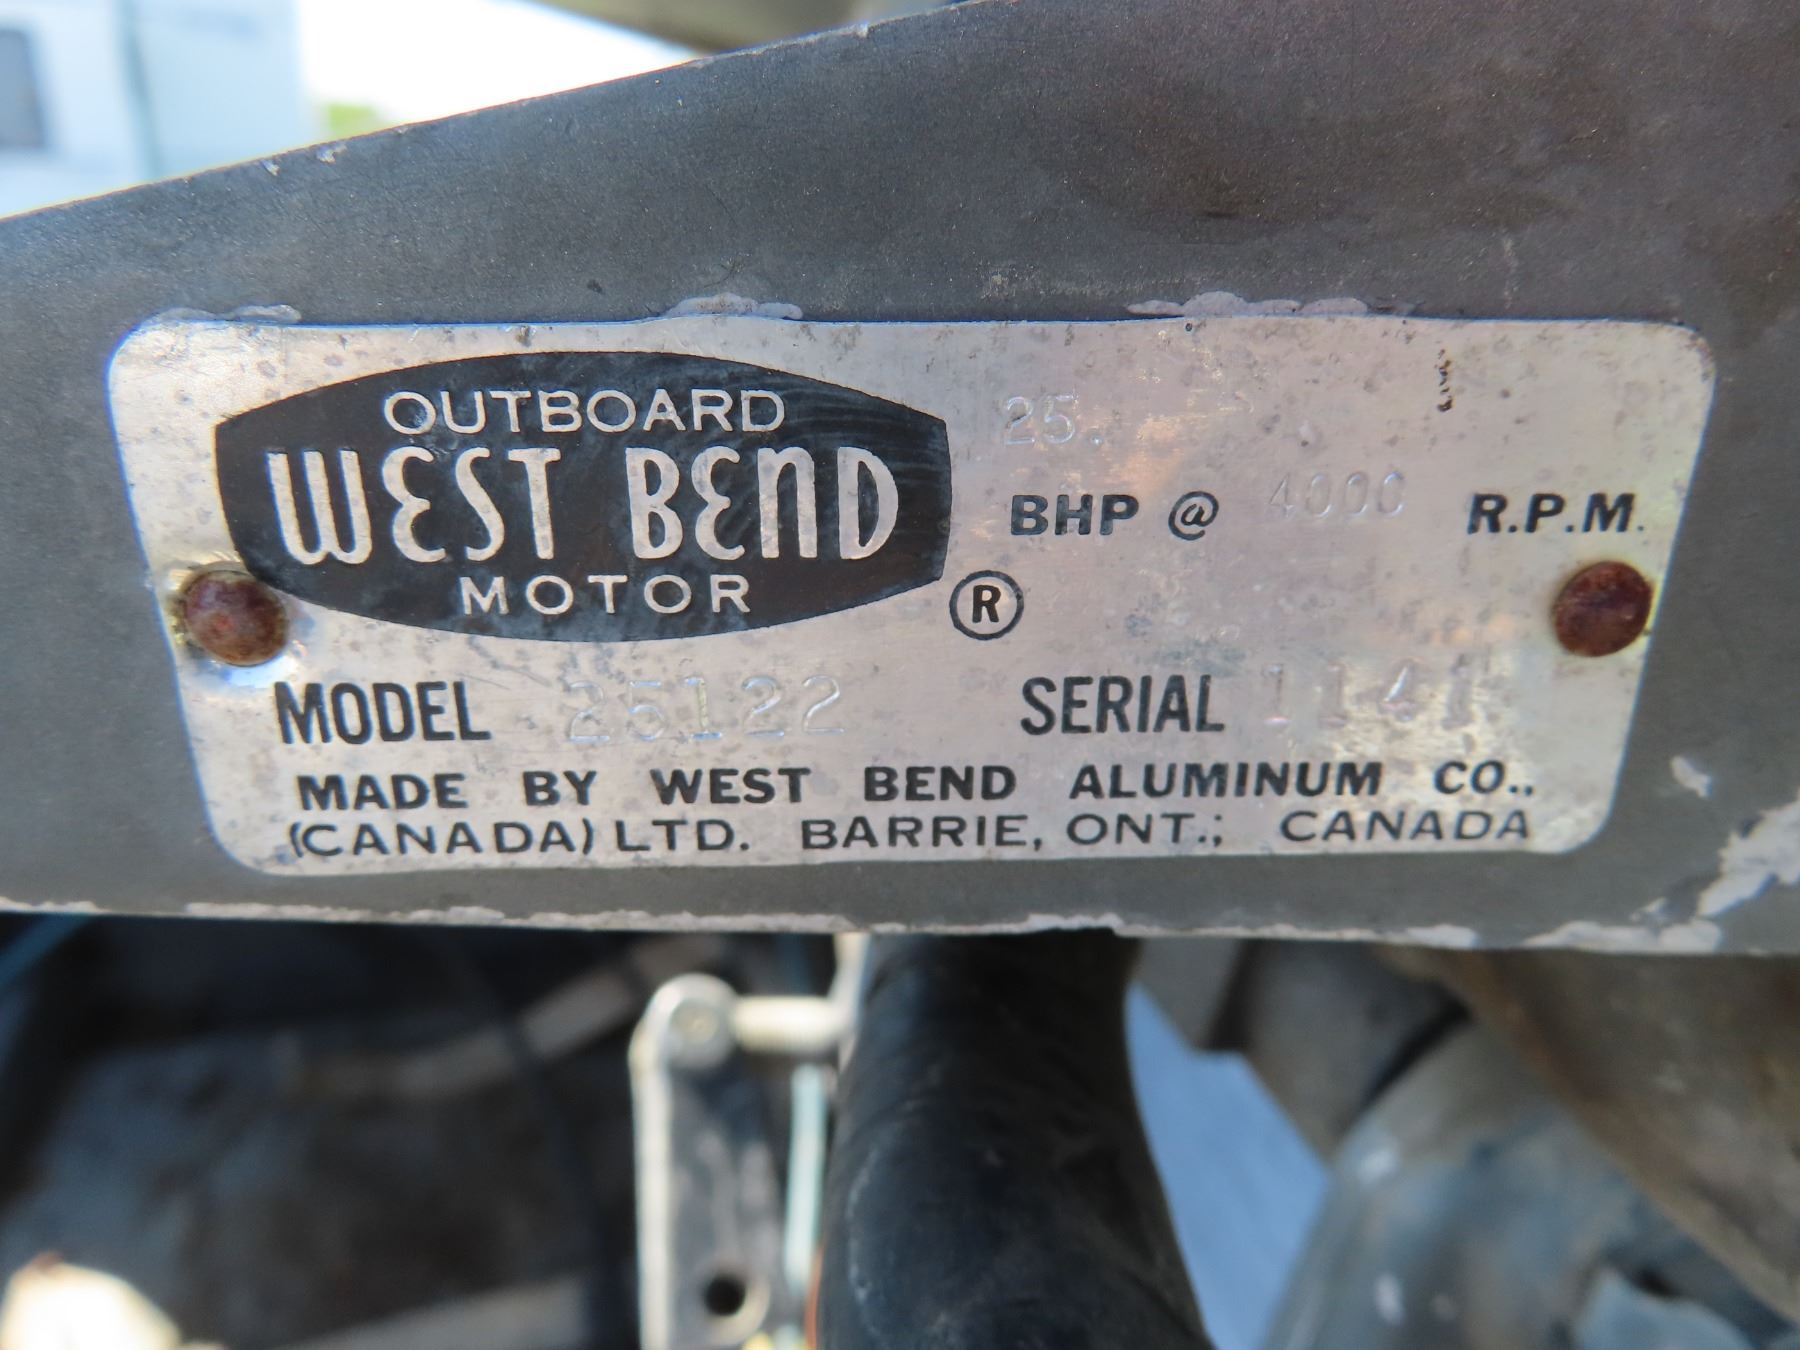 OUTBOARD
WEST BEND
MOTOR
®
25.
BHP @ 4000 R.P.M.
MODEL 25122 SERIAL 1141
MADE BY WEST BEND ALUMINUM CO.,
(CANADA) LTD. BARRIE, ONT.; CANADA